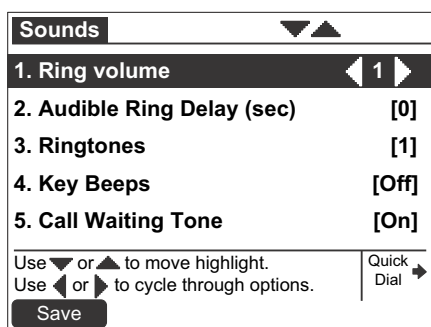 Sounds
1. Ring volume 1
2. Audible Ring Delay (sec) [0]
3. Ringtones [1]
4. Key Beeps [Off]
5. Call Waiting Tone [On]
Use or to move highlight.
Use or to cycle through options.
Quick
Dial
Save